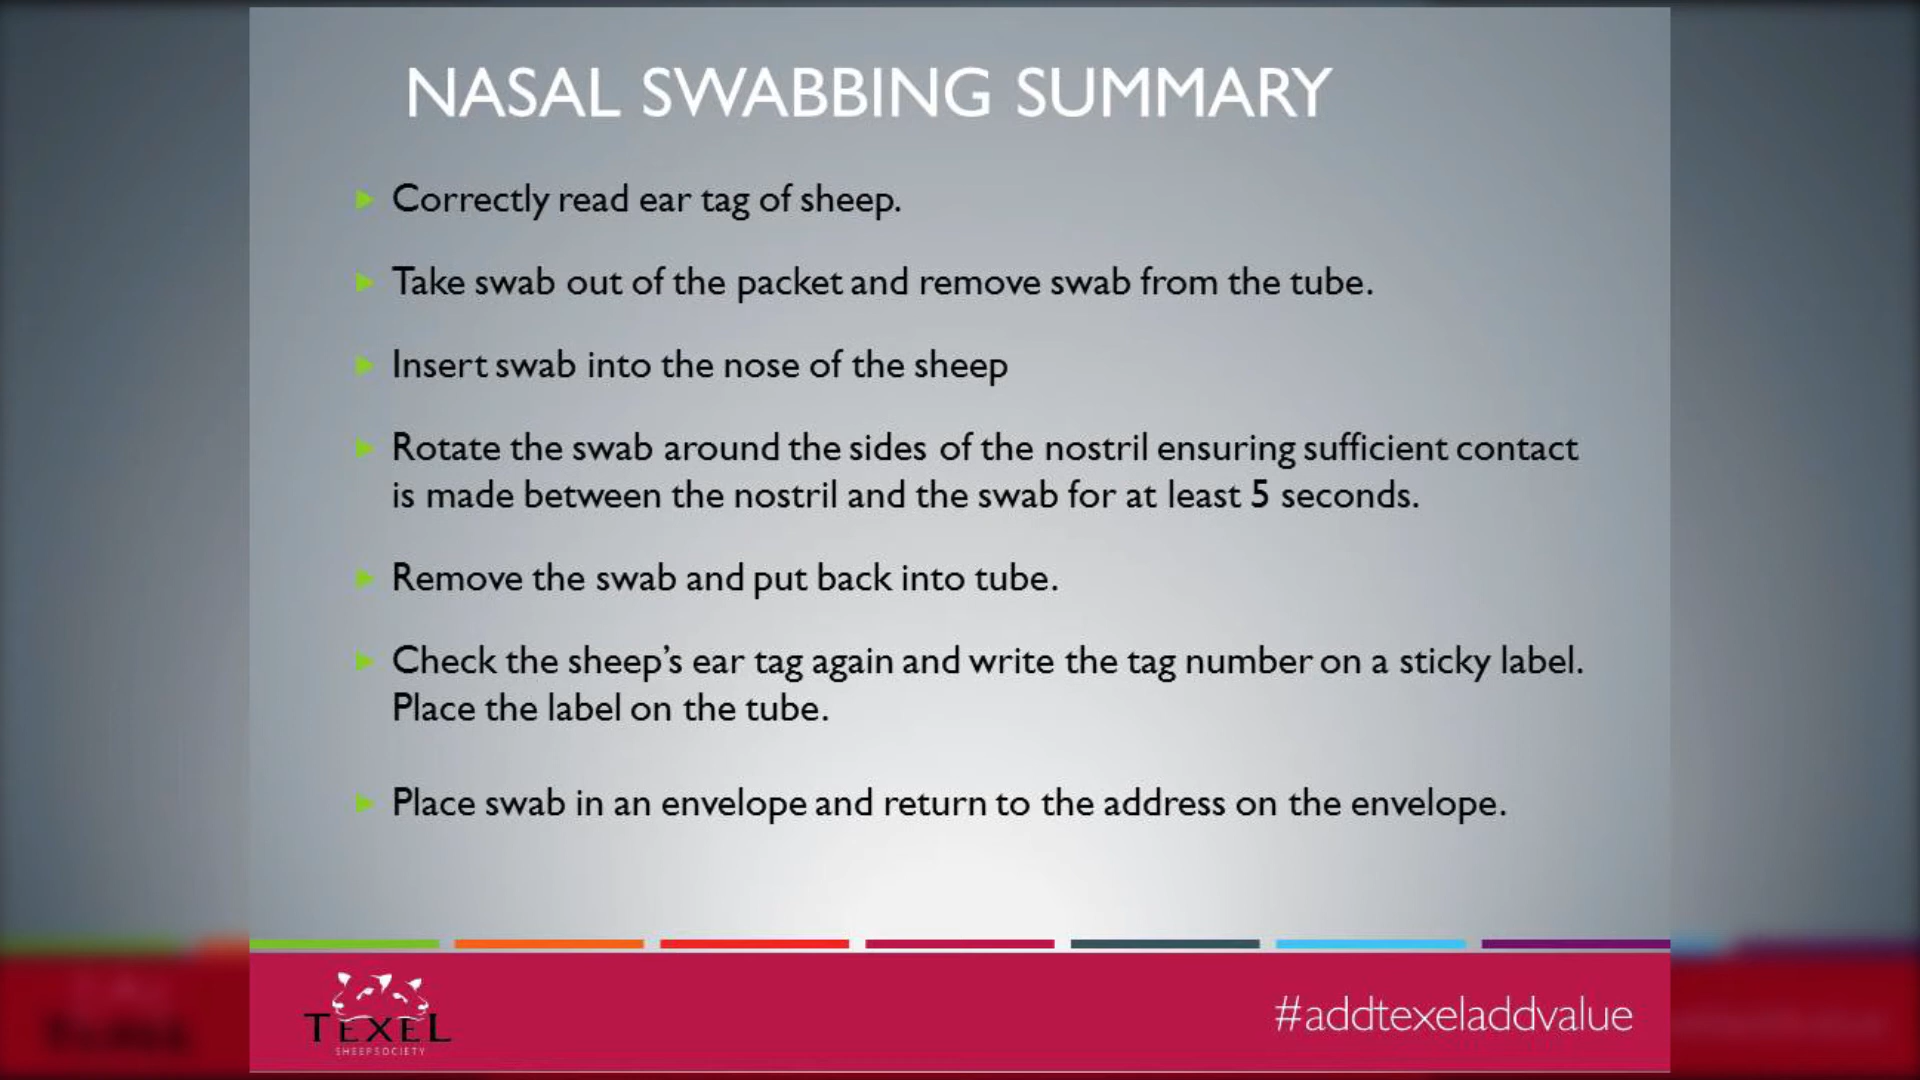 NASAL SWABBING SUMMARY
Correctly read ear tag of sheep.
Take swab out of the packet and remove swab from the tube.
Insert swab into the nose of the sheep
Rotate the swab around the sides of the nostril ensuring sufficient contact
is made between the nostril and the swab for at least 5 seconds.
Remove the swab and put back into tube.
Check the sheep's ear tag again and write the tag number on a sticky label.
Place the label on the tube.
Place swab in an envelope and return to the address on the envelope.
TEXEL
SHEEP SOCIETY
#addtexeladdvalue